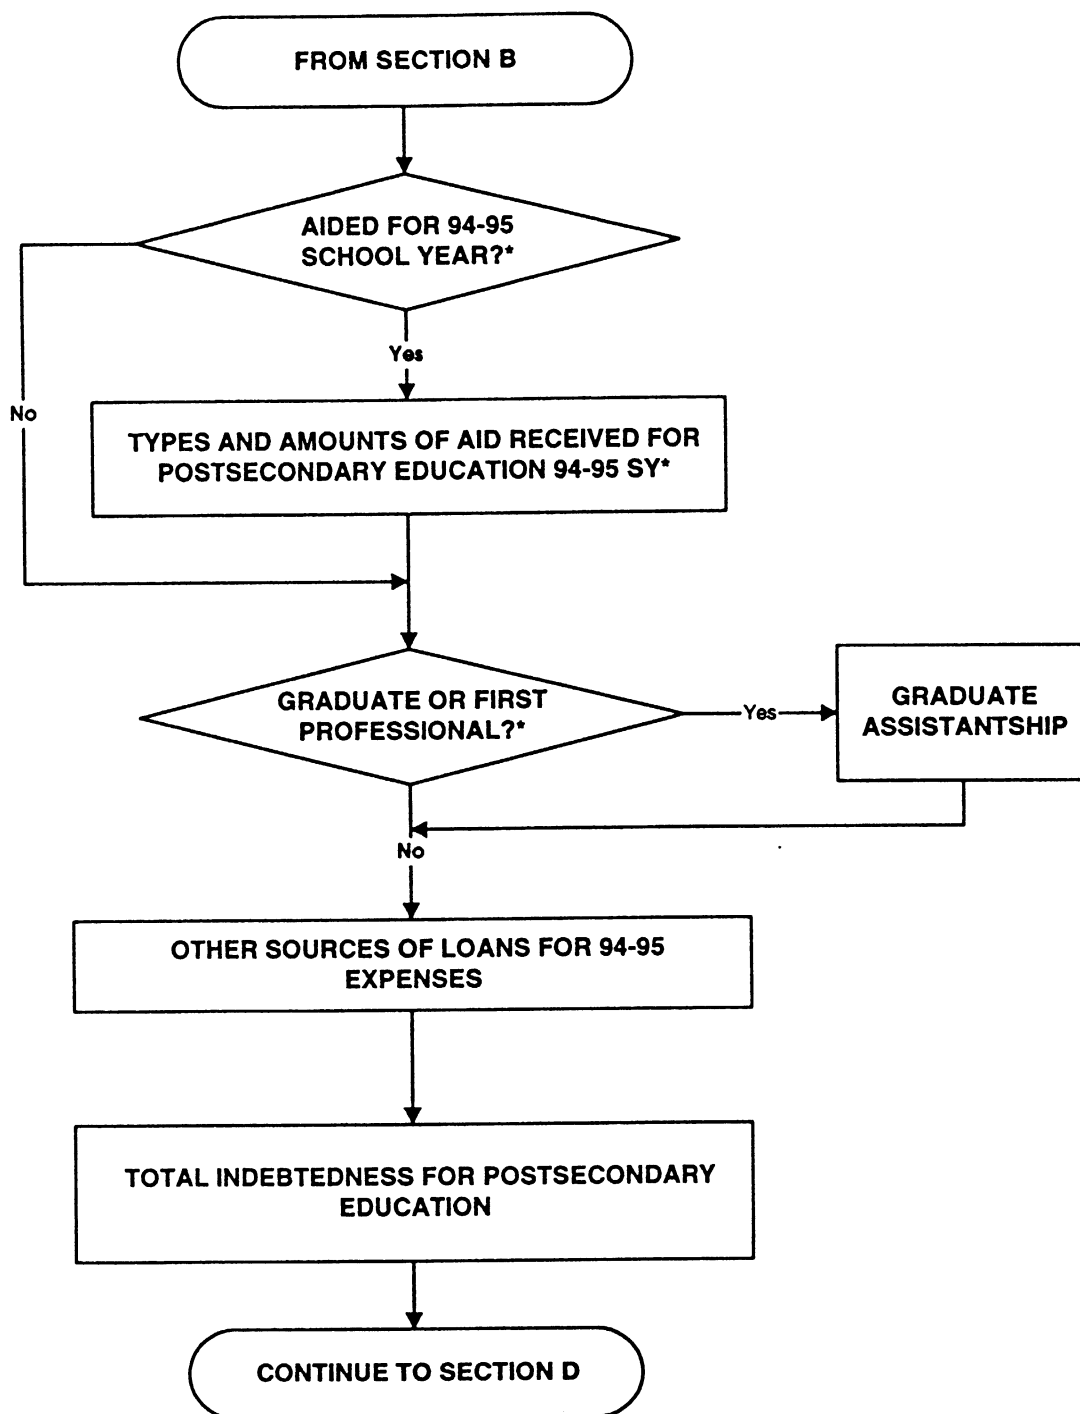 FROM SECTION B
AIDED FOR 94-95
SCHOOL YEAR?*
Yes
No
TYPES AND AMOUNTS OF AID RECEIVED FOR
POSTSECONDARY EDUCATION 94-95 SY*
GRADUATE OR FIRST
PROFESSIONAL?*
Yes
GRADUATE
ASSISTANTSHIP
No
OTHER SOURCES OF LOANS FOR 94-95
EXPENSES
TOTAL INDEBTEDNESS FOR POSTSECONDARY
EDUCATION
CONTINUE TO SECTION D